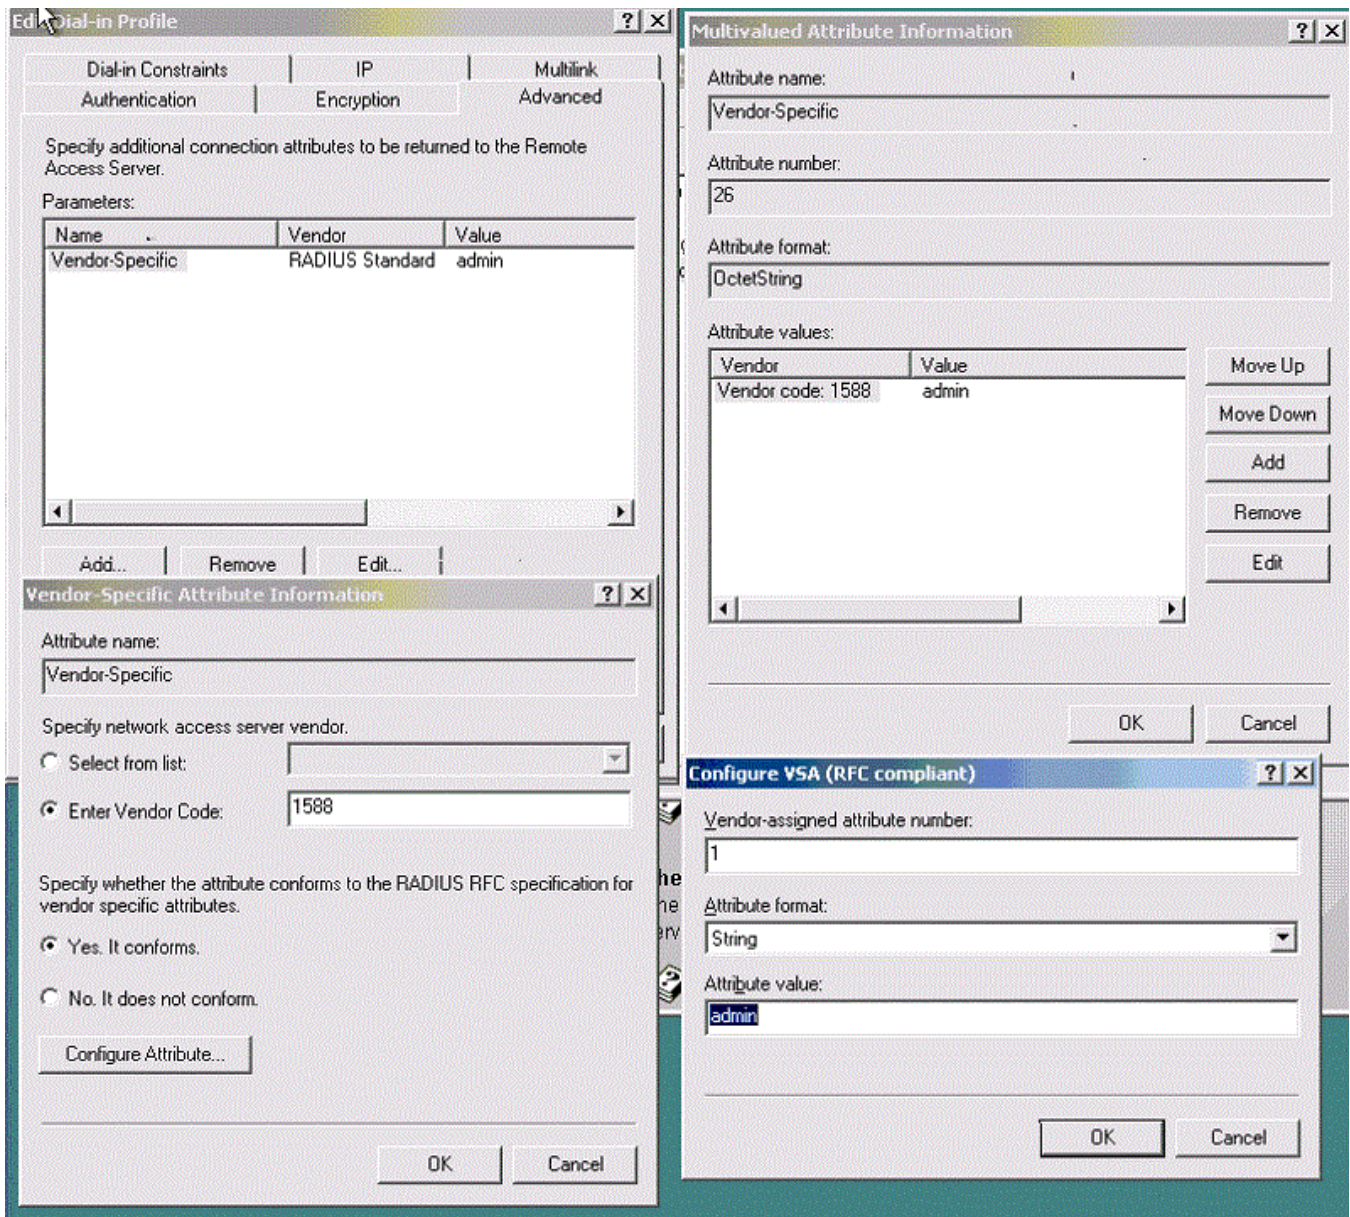 Edit Dial-in Profile
Dial-in Constraints IP Multilink
Authentication Encryption Advanced
Specify additional connection attributes to be returned to the Remote
Access Server.
Parameters:
Name Vendor Value
Vendor-Specific RADIUS Standard admin
Add... Remove Edit...
Vendor-Specific Attribute Information
Attribute name:
Vendor-Specific
Specify network access server vendor.
Select from list:
Enter Vendor Code: 1588
Specify whether the attribute conforms to the RADIUS RFC specification for
vendor specific attributes.
Yes. It conforms.
No. It does not conform.
Configure Attribute...
OK Cancel
Multivalued Attribute Information
Attribute name:
Vendor-Specific
Attribute number:
26
Attribute format:
OctetString
Attribute values:
Vendor Value
Vendor code: 1588 admin
Move Up
Move Down
Add
Remove
Edit
OK Cancel
Configure VSA (RFC compliant)
Vendor-assigned attribute number:
1
Attribute format:
String
Attribute value:
admin
OK Cancel